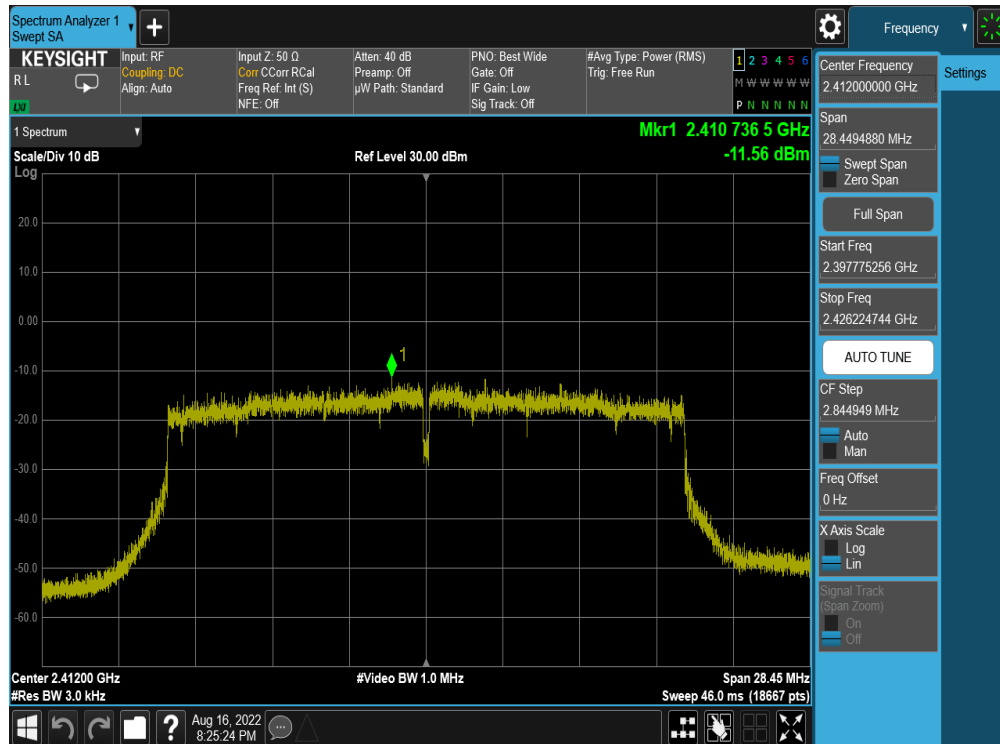 Spectrum Analyzer 1
Swept SA
+
Frequency
KEYSIGHT
R L
LXI
Input: RF
Coupling: DC
Align: Auto
Input Z: 50 Ω
Corr CCorr RCal
Freq Ref: Int (S)
NFE: Off
Atten: 40 dB
Preamp: Off
µW Path: Standard
PNO: Best Wide
Gate: Off
IF Gain: Low
Sig Track: Off
#Avg Type: Power (RMS)
Trig: Free Run
1 2 3 4 5 6
M W W W W W
P N N N N N
1 Spectrum
Scale/Div 10 dB
Log
Ref Level 30.00 dBm
Mkr1 2.410 736 5 GHz
-11.56 dBm
20.0
10.0
0.00
-10.0
-20.0
-30.0
-40.0
-50.0
-60.0
1
Center 2.41200 GHz
#Res BW 3.0 kHz
#Video BW 1.0 MHz
Span 28.45 MHz
Sweep 46.0 ms (18667 pts)
Center Frequency
2.412000000 GHz
Settings
Span
28.4494880 MHz
Swept Span
Zero Span
Full Span
Start Freq
2.397775256 GHz
Stop Freq
2.426224744 GHz
AUTO TUNE
CF Step
2.844949 MHz
Auto
Man
Freq Offset
0 Hz
X Axis Scale
Log
Lin
Signal Track
(Span Zoom)
On
Off
?
Aug 16, 2022
8:25:24 PM